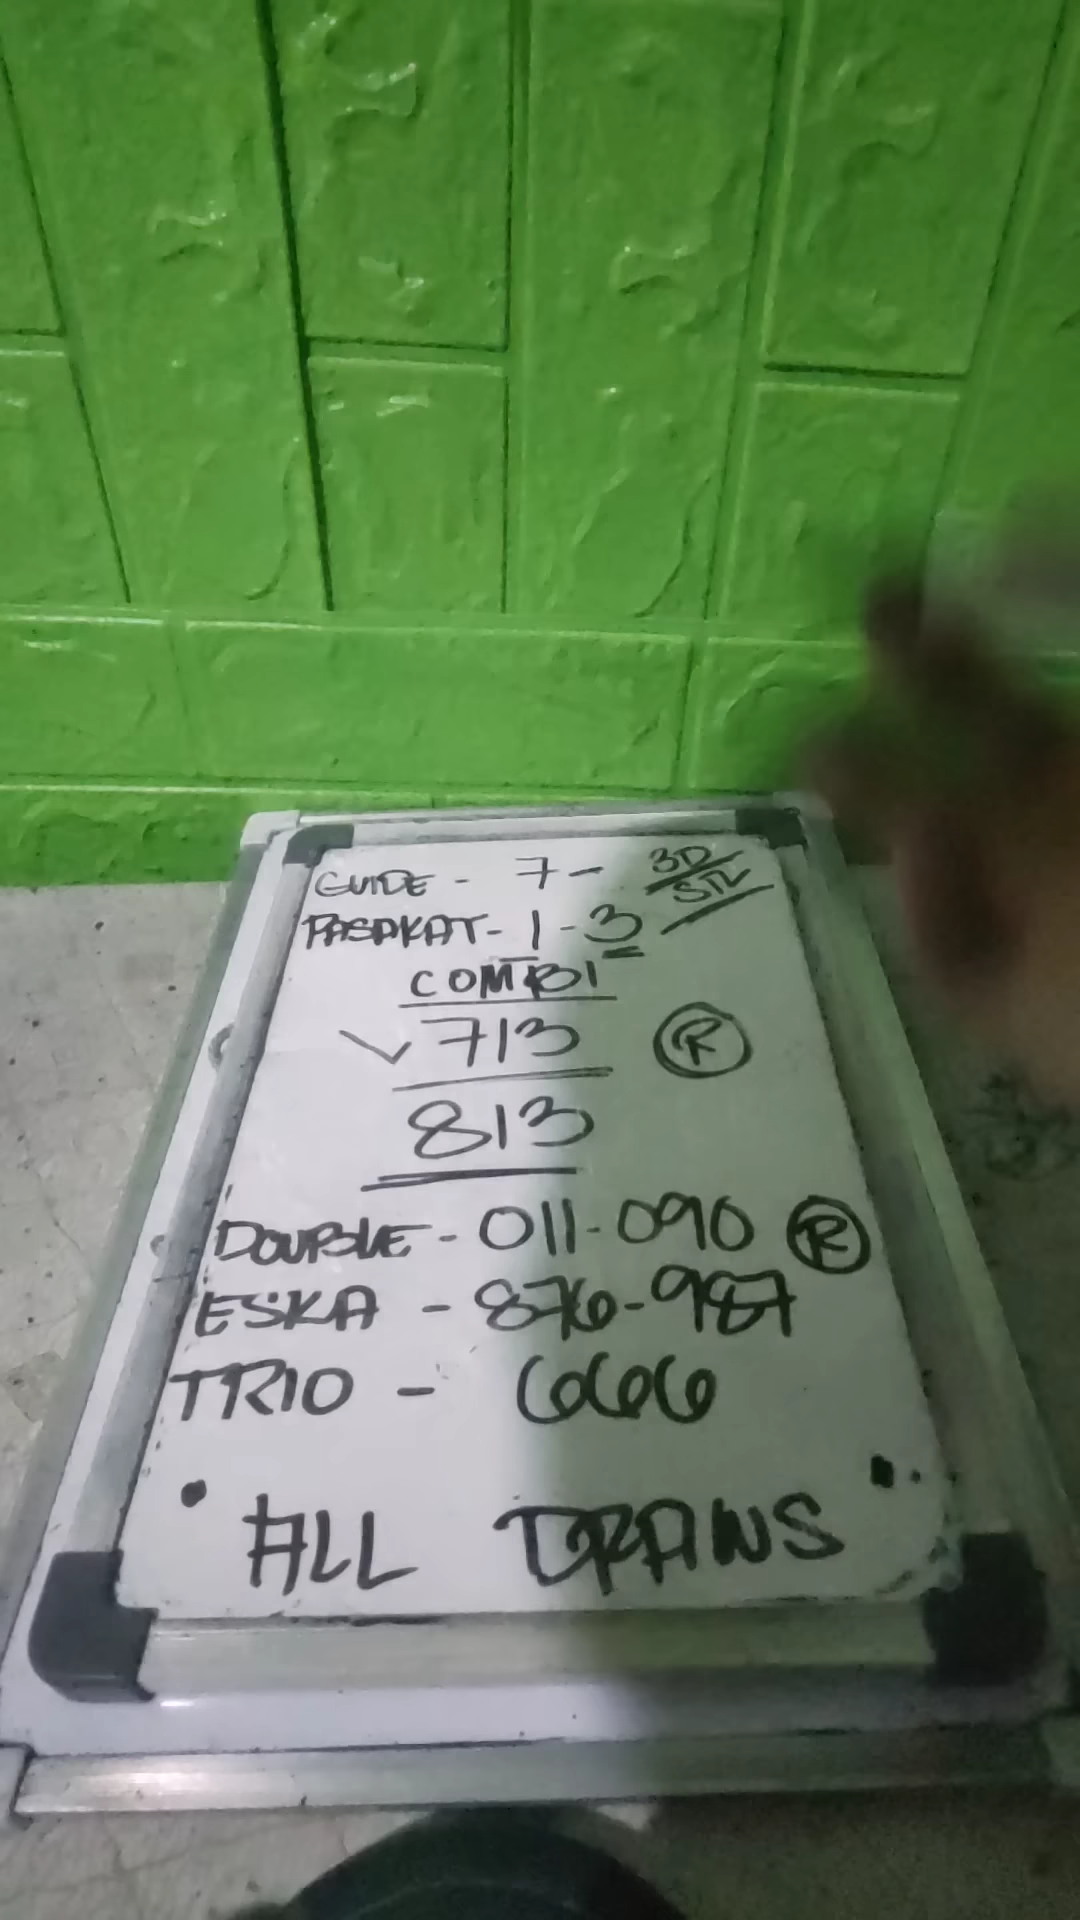 GUIDE - 7 - 3D/STL
PASAKAT - 1 - 3
COMBI
✓ 713 Ⓡ
813
DOUBLE - 011 - 090 Ⓡ
ESKA - 876 - 987
TRIO - 666
• ALL DRAWS •